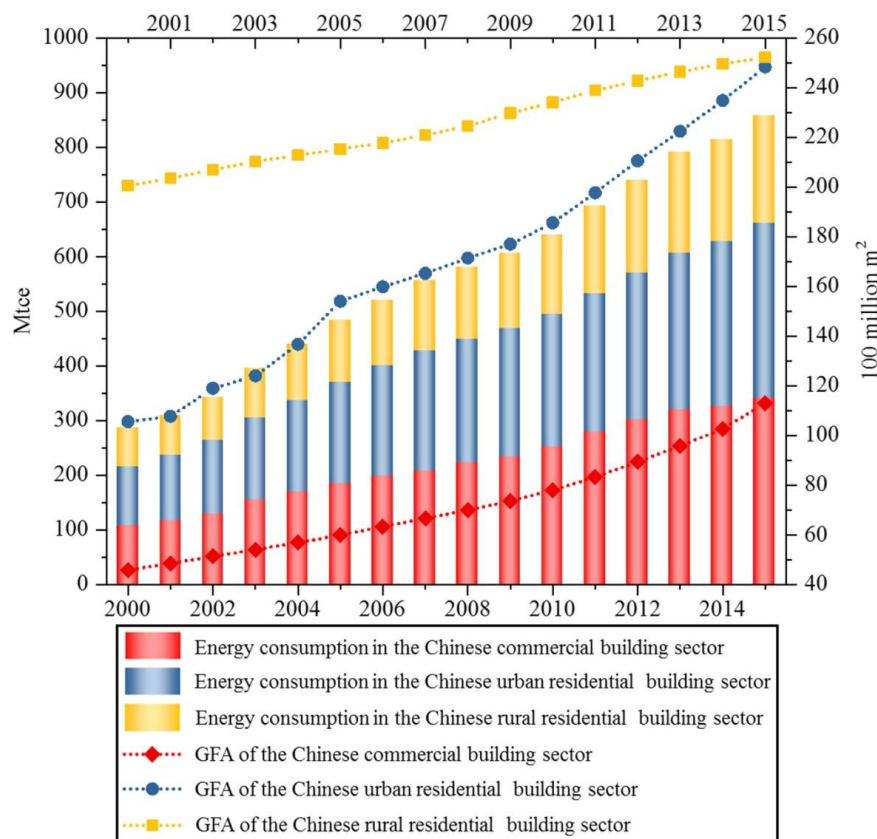 2001 2003 2005 2007 2009 2011 2013 2015
1000 260
900 240
800 220
700 200
600 180
500 160
400 140
300 120
200 100
100 80
0 60
40
Mtce
100 million m²
2000 2002 2004 2006 2008 2010 2012 2014
Energy consumption in the Chinese commercial building sector
Energy consumption in the Chinese urban residential building sector
Energy consumption in the Chinese rural residential building sector
GFA of the Chinese commercial building sector
GFA of the Chinese urban residential building sector
GFA of the Chinese rural residential building sector